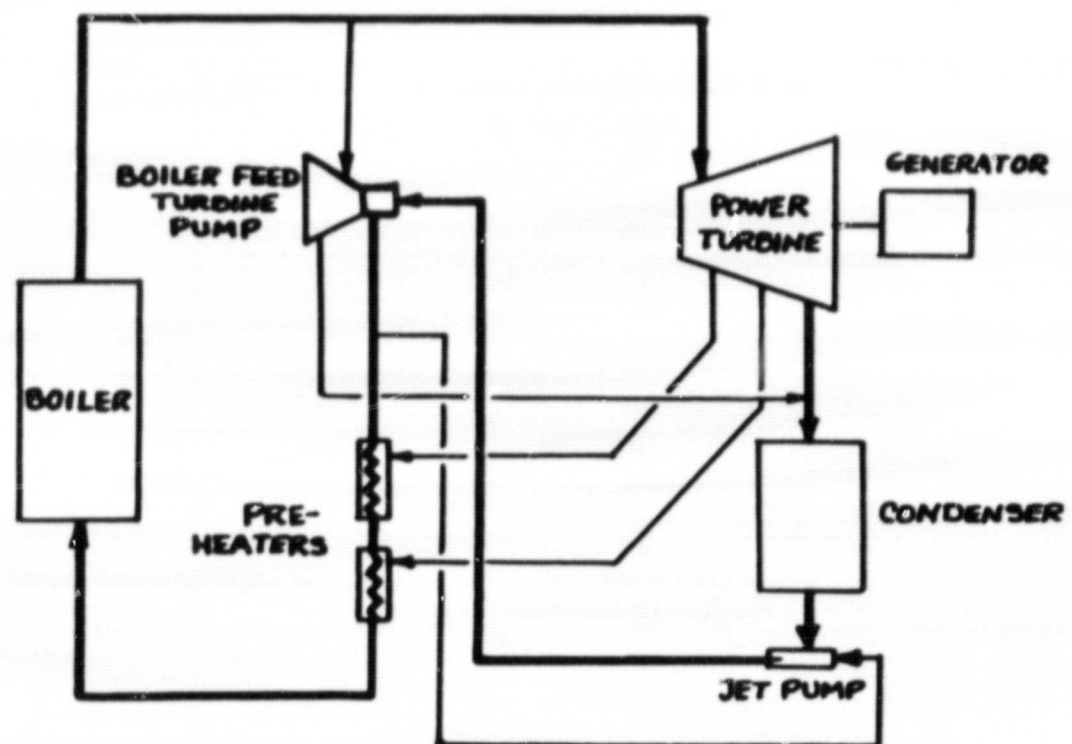 BOILER FEED
TURBINE
PUMP
GENERATOR
POWER
TURBINE
BOILER
PRE-
HEATERS
CONDENSER
JET PUMP